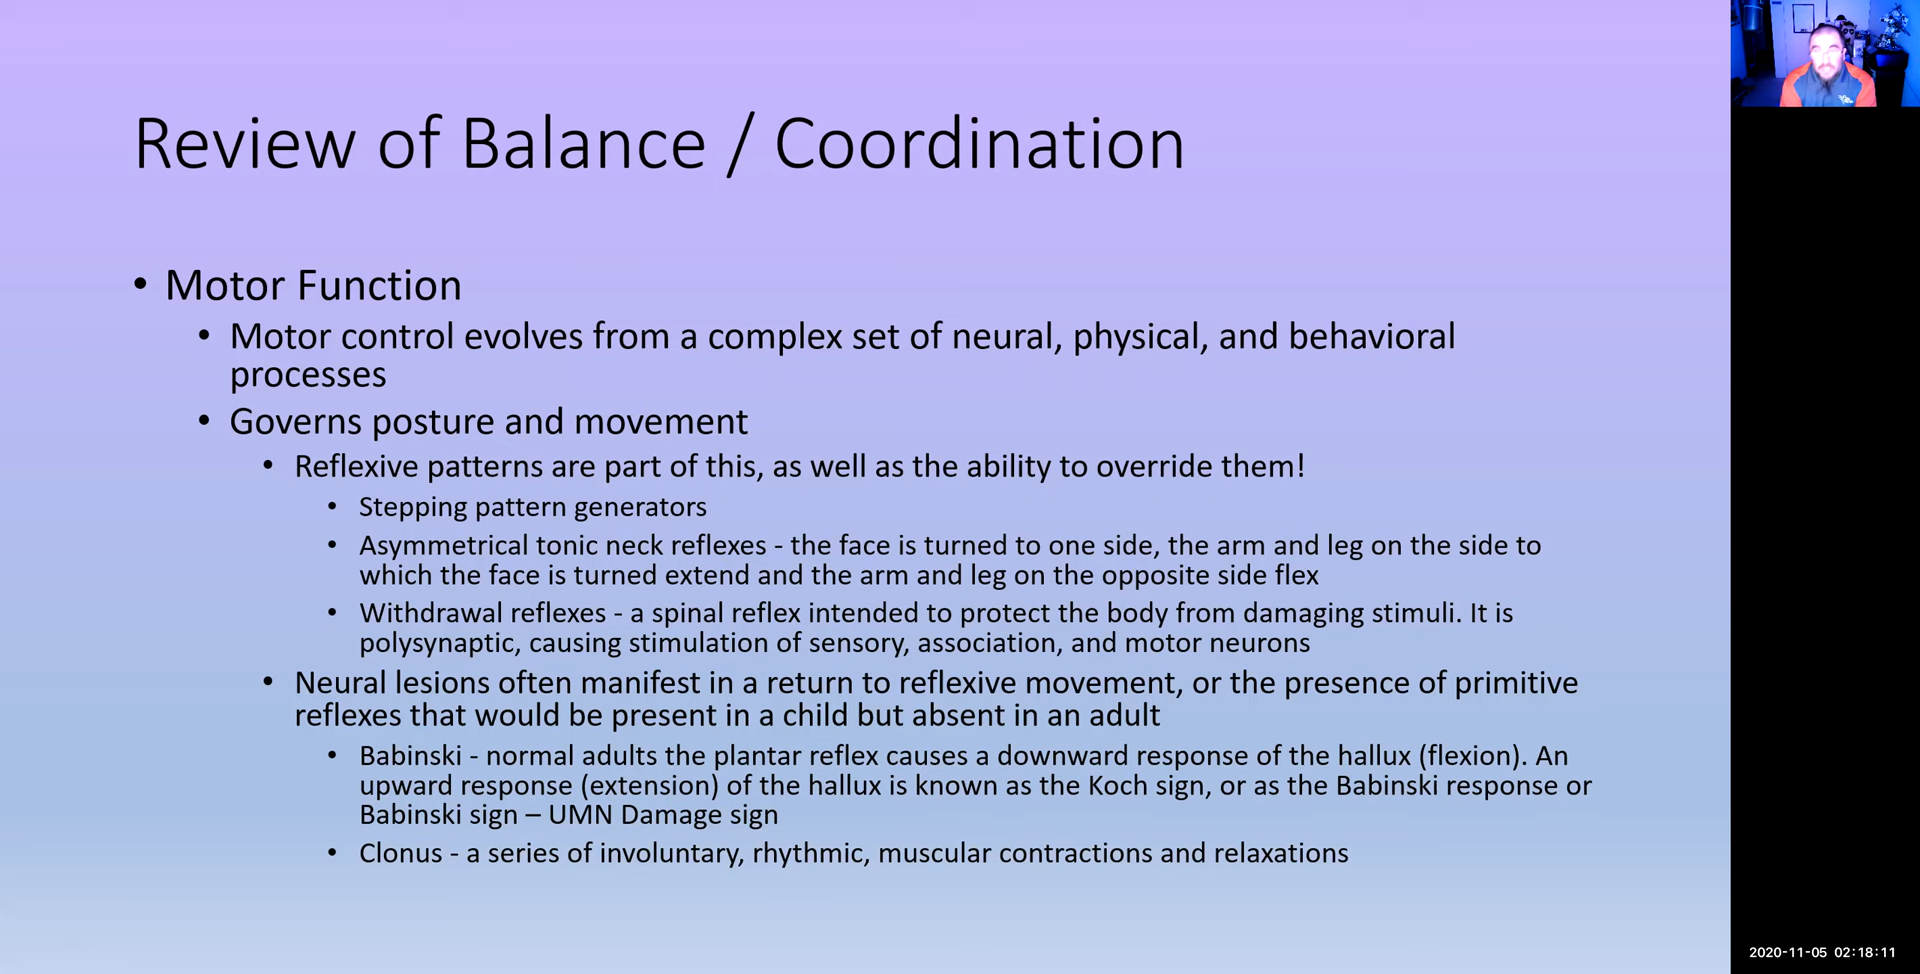 Review of Balance / Coordination
• Motor Function
• Motor control evolves from a complex set of neural, physical, and behavioral
processes
• Governs posture and movement
• Reflexive patterns are part of this, as well as the ability to override them!
• Stepping pattern generators
• Asymmetrical tonic neck reflexes - the face is turned to one side, the arm and leg on the side to
which the face is turned extend and the arm and leg on the opposite side flex
• Withdrawal reflexes - a spinal reflex intended to protect the body from damaging stimuli. It is
polysynaptic, causing stimulation of sensory, association, and motor neurons
• Neural lesions often manifest in a return to reflexive movement, or the presence of primitive
reflexes that would be present in a child but absent in an adult
• Babinski - normal adults the plantar reflex causes a downward response of the hallux (flexion). An
upward response (extension) of the hallux is known as the Koch sign, or as the Babinski response or
Babinski sign – UMN Damage sign
• Clonus - a series of involuntary, rhythmic, muscular contractions and relaxations
2020-11-05 02:18:11